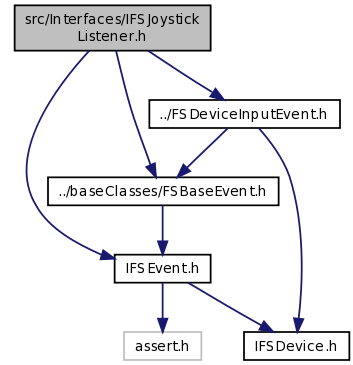 src/Interfaces/IFSJoystick
Listener.h
../FSDeviceInputEvent.h
../baseClasses/FSBaseEvent.h
IFSEvent.h
assert.h
IFSDevice.h